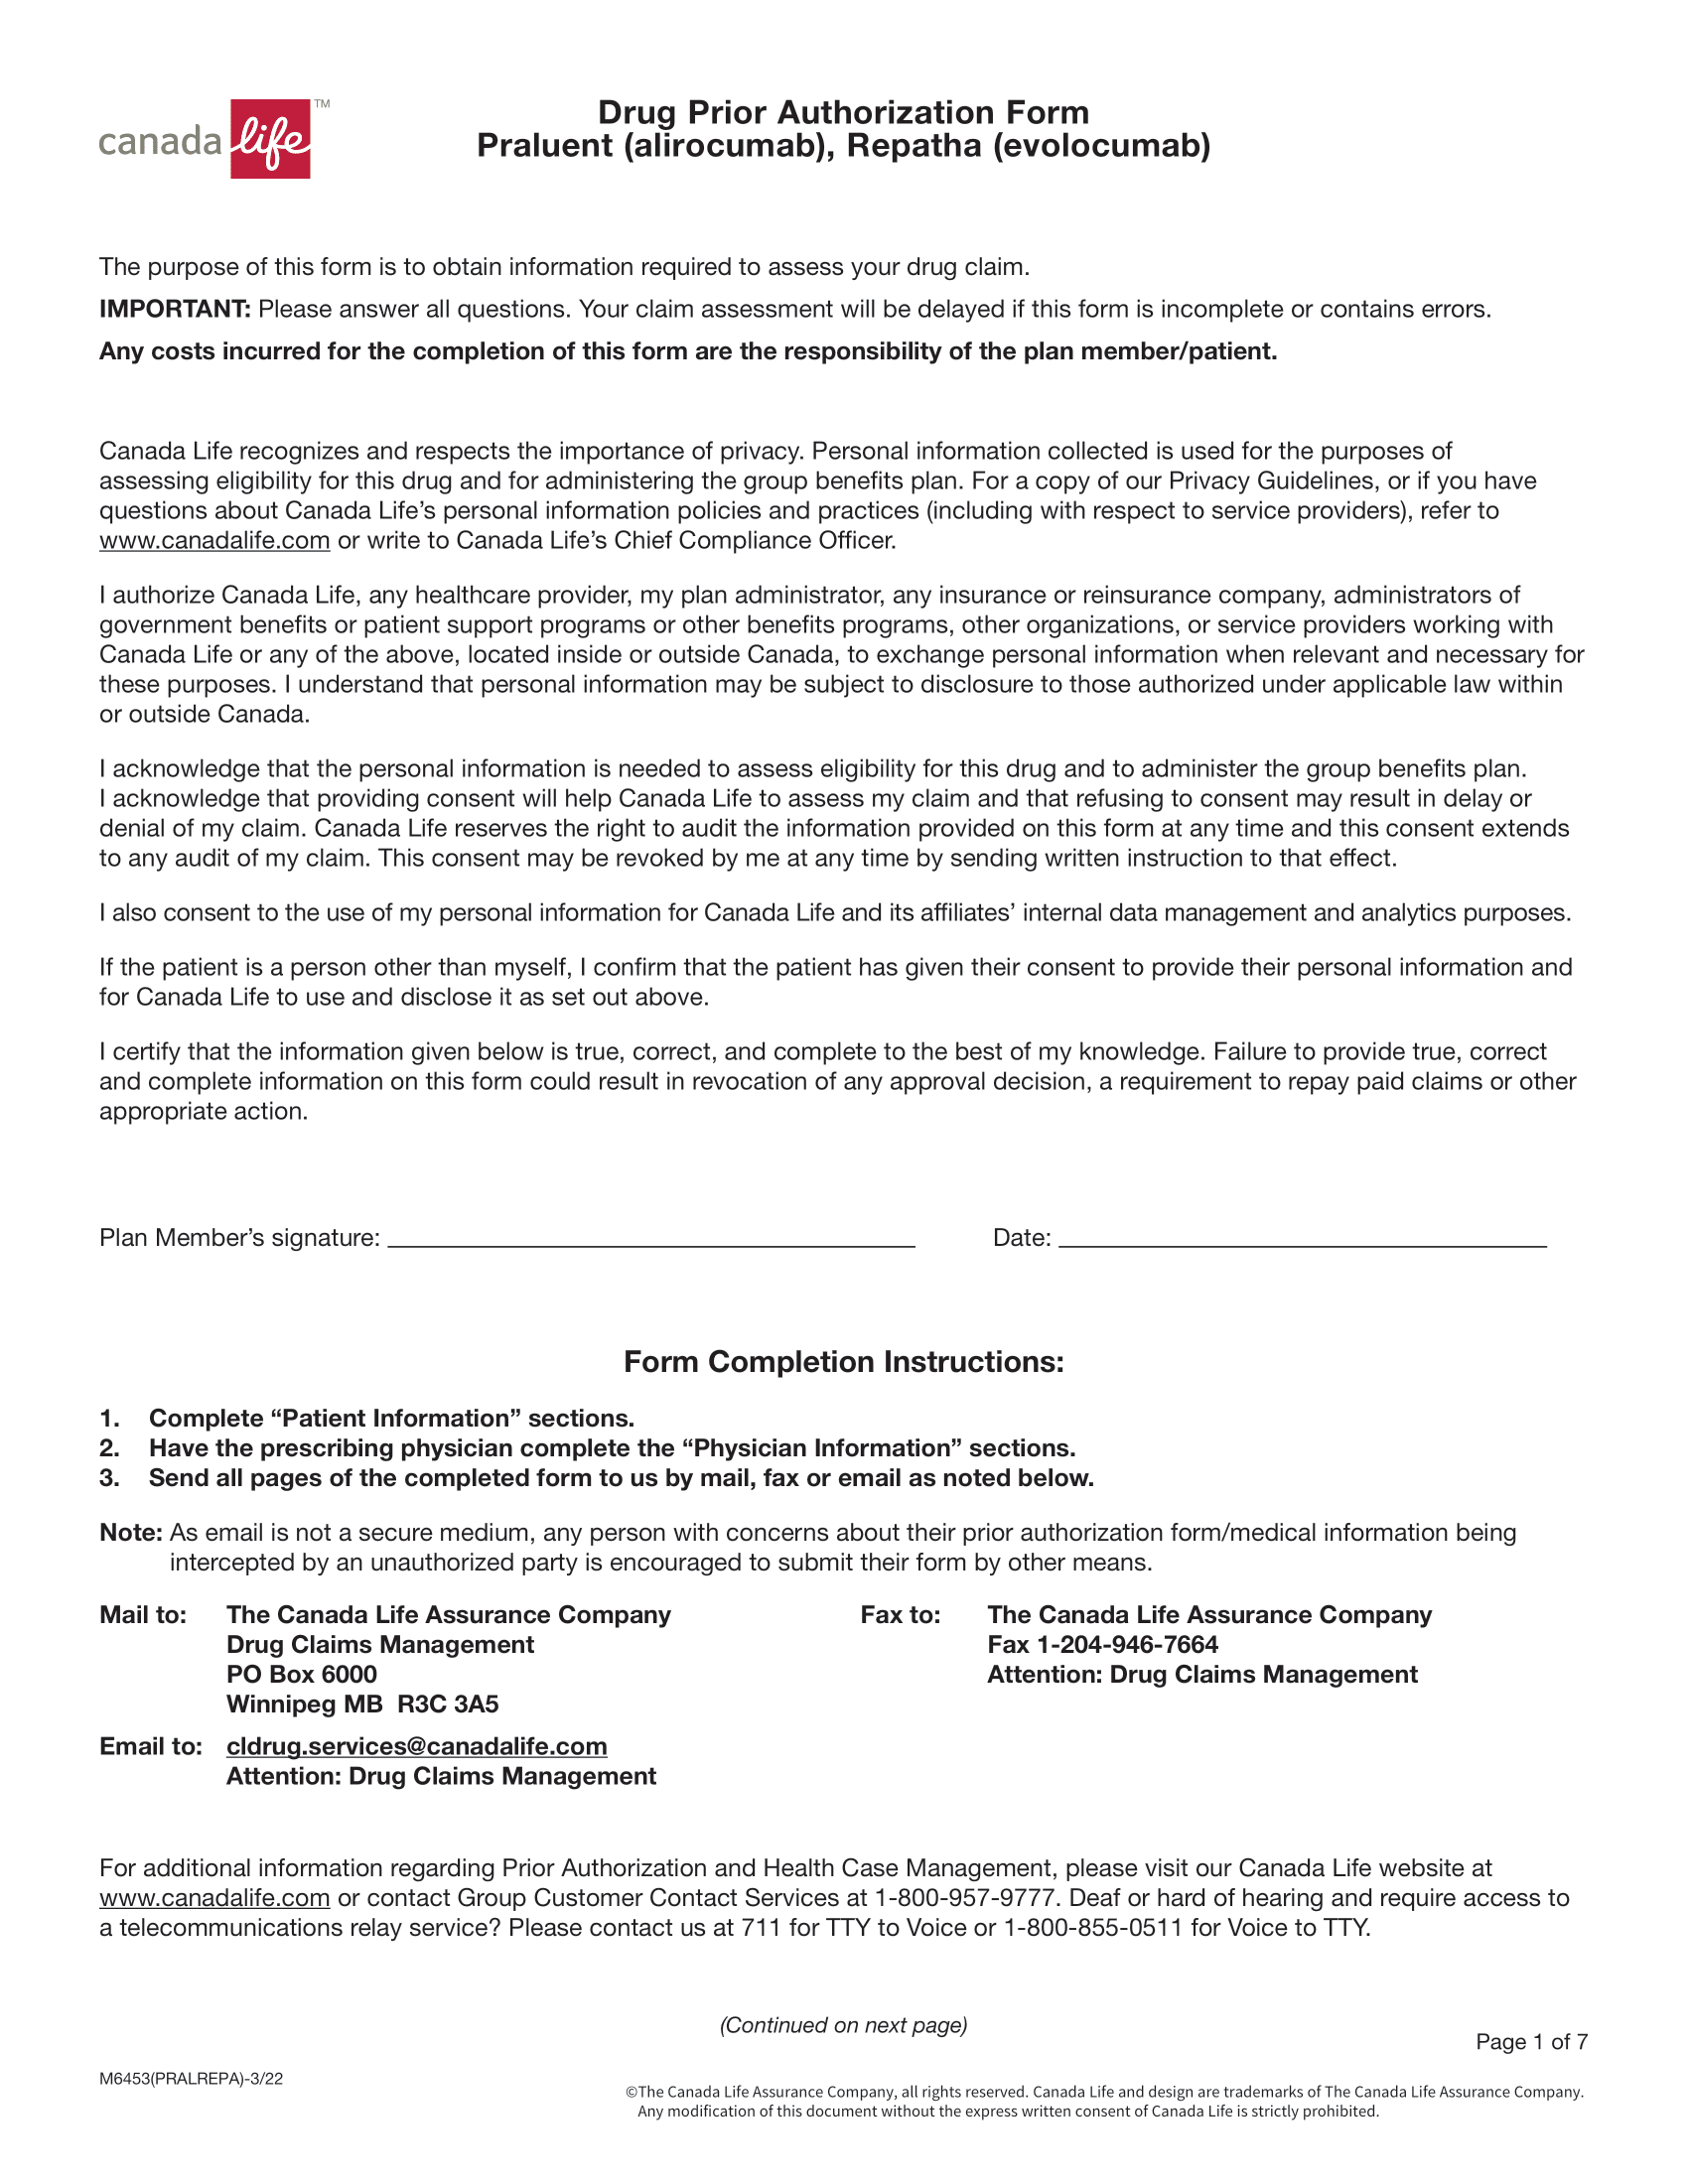 canada life TM
Drug Prior Authorization Form
Praluent (alirocumab), Repatha (evolocumab)
The purpose of this form is to obtain information required to assess your drug claim.
IMPORTANT: Please answer all questions. Your claim assessment will be delayed if this form is incomplete or contains errors.
Any costs incurred for the completion of this form are the responsibility of the plan member/patient.
Canada Life recognizes and respects the importance of privacy. Personal information collected is used for the purposes of
assessing eligibility for this drug and for administering the group benefits plan. For a copy of our Privacy Guidelines, or if you have
questions about Canada Life’s personal information policies and practices (including with respect to service providers), refer to
www.canadalife.com or write to Canada Life’s Chief Compliance Officer.
I authorize Canada Life, any healthcare provider, my plan administrator, any insurance or reinsurance company, administrators of
government benefits or patient support programs or other benefits programs, other organizations, or service providers working with
Canada Life or any of the above, located inside or outside Canada, to exchange personal information when relevant and necessary for
these purposes. I understand that personal information may be subject to disclosure to those authorized under applicable law within
or outside Canada.
I acknowledge that the personal information is needed to assess eligibility for this drug and to administer the group benefits plan.
I acknowledge that providing consent will help Canada Life to assess my claim and that refusing to consent may result in delay or
denial of my claim. Canada Life reserves the right to audit the information provided on this form at any time and this consent extends
to any audit of my claim. This consent may be revoked by me at any time by sending written instruction to that effect.
I also consent to the use of my personal information for Canada Life and its affiliates’ internal data management and analytics purposes.
If the patient is a person other than myself, I confirm that the patient has given their consent to provide their personal information and
for Canada Life to use and disclose it as set out above.
I certify that the information given below is true, correct, and complete to the best of my knowledge. Failure to provide true, correct
and complete information on this form could result in revocation of any approval decision, a requirement to repay paid claims or other
appropriate action.
Plan Member’s signature: Date:
Form Completion Instructions:
1. Complete “Patient Information” sections.
2. Have the prescribing physician complete the “Physician Information” sections.
3. Send all pages of the completed form to us by mail, fax or email as noted below.
Note: As email is not a secure medium, any person with concerns about their prior authorization form/medical information being
intercepted by an unauthorized party is encouraged to submit their form by other means.
Mail to: The Canada Life Assurance Company
Drug Claims Management
PO Box 6000
Winnipeg MB R3C 3A5
Fax to: The Canada Life Assurance Company
Fax 1-204-946-7664
Attention: Drug Claims Management
Email to: cldrug.services@canadalife.com
Attention: Drug Claims Management
For additional information regarding Prior Authorization and Health Case Management, please visit our Canada Life website at
www.canadalife.com or contact Group Customer Contact Services at 1-800-957-9777. Deaf or hard of hearing and require access to
a telecommunications relay service? Please contact us at 711 for TTY to Voice or 1-800-855-0511 for Voice to TTY.
(Continued on next page)
Page 1 of 7
M6453(PRALREPA)-3/22
©The Canada Life Assurance Company, all rights reserved. Canada Life and design are trademarks of The Canada Life Assurance Company.
Any modification of this document without the express written consent of Canada Life is strictly prohibited.